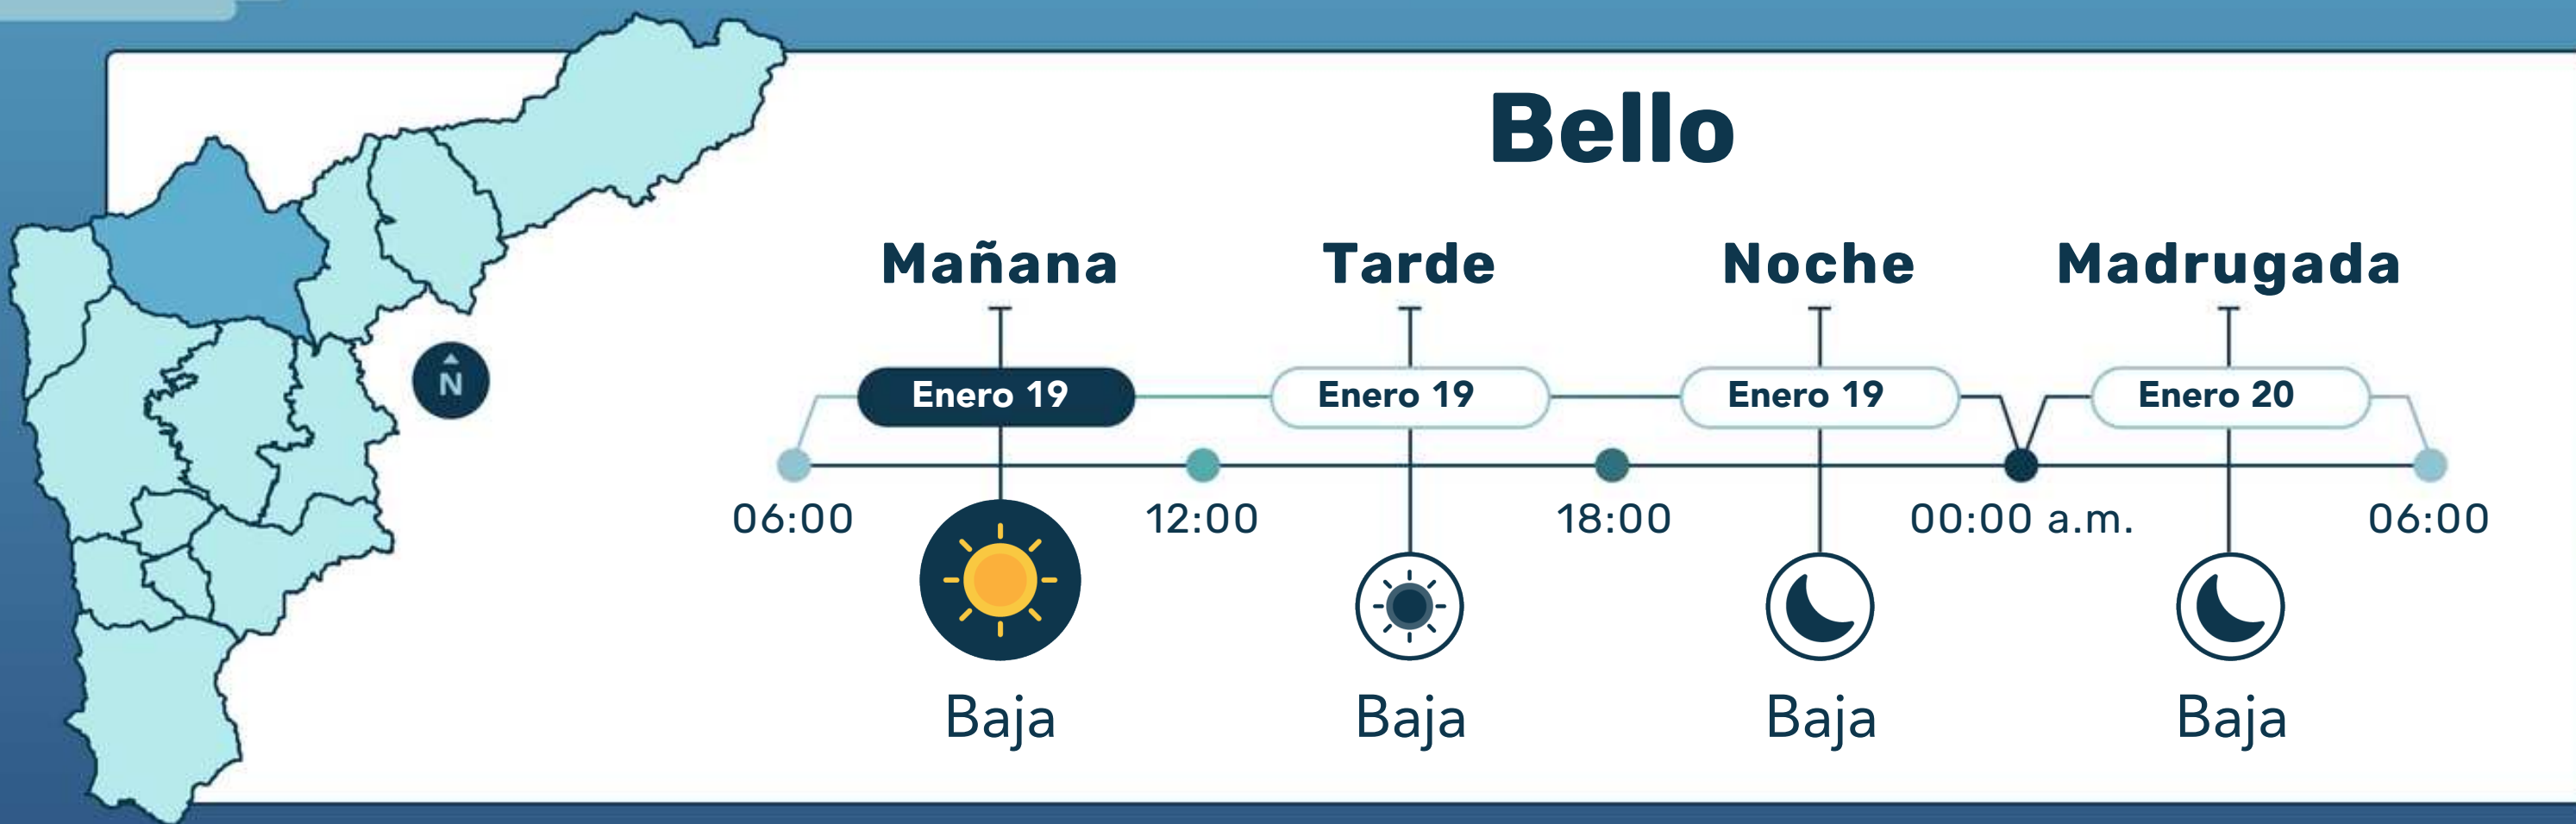 Bello
Mañana Tarde Noche Madrugada
Enero 19 Enero 19 Enero 19 Enero 20
N
06:00 12:00 18:00 00:00 a.m. 06:00
Baja Baja Baja Baja